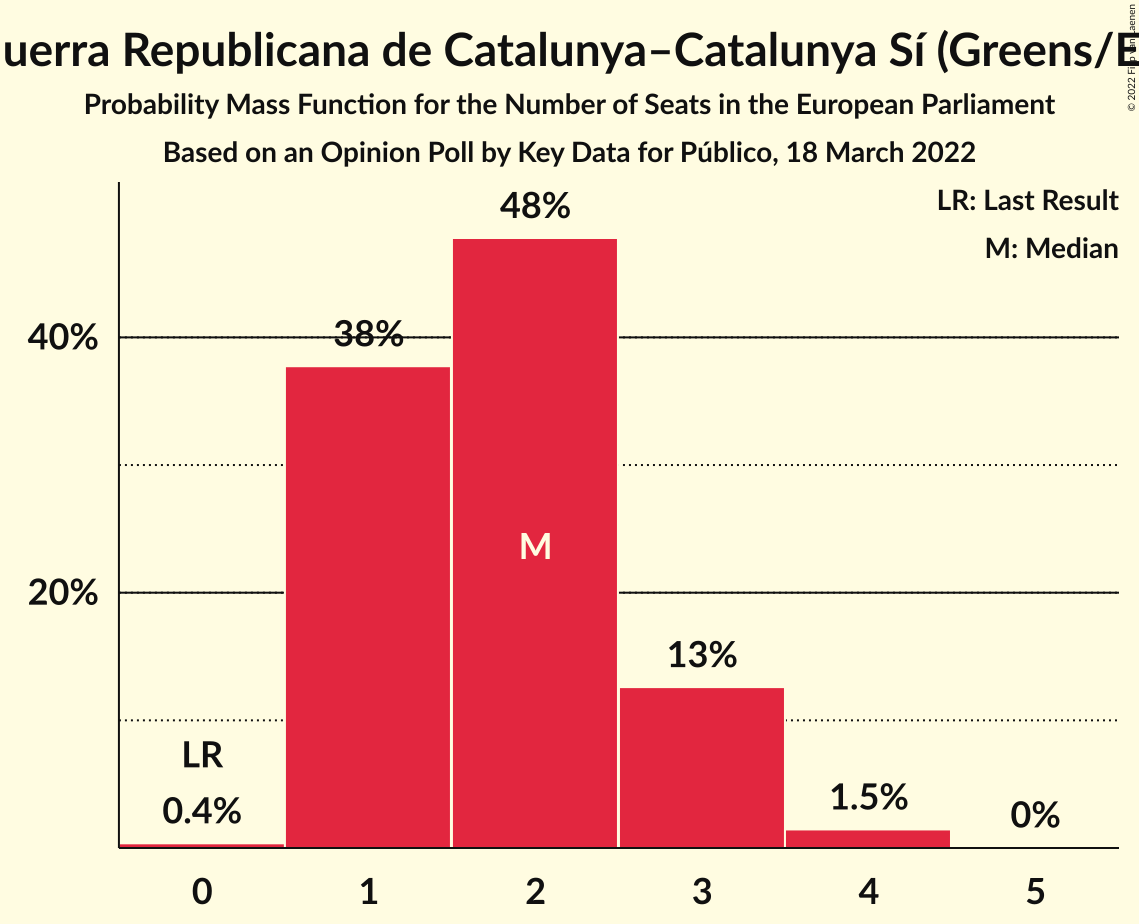 uerra Republicana de Catalunya–Catalunya Sí (Greens/E
Probability Mass Function for the Number of Seats in the European Parliament
Based on an Opinion Poll by Key Data for Público, 18 March 2022
LR: Last Result
M: Median
48%
40%
38%
M
20%
13%
LR
0.4%
1.5%
0%
0 1 2 3 4 5
© 2022 Filip van Laenen